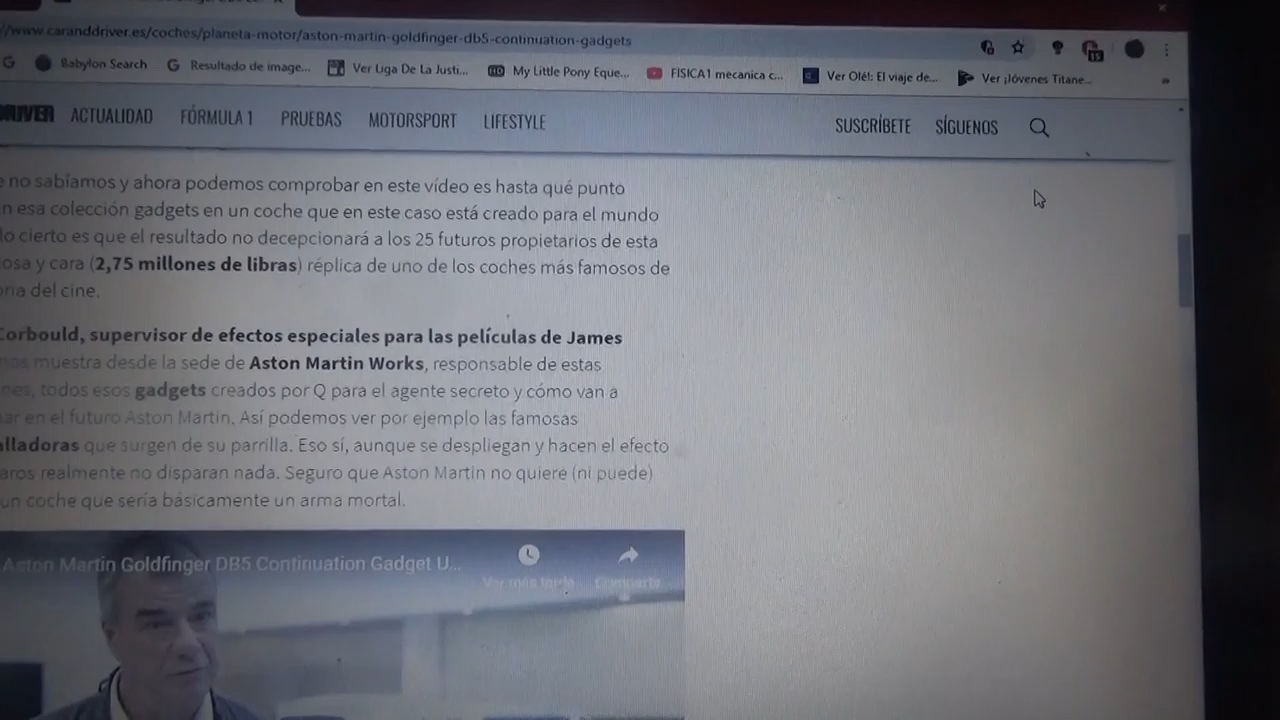 //www.caranddriver.es/coches/planeta-motor/aston-martin-goldfinger-db5-continuation-gadgets
Babylon Search Resultado de image... Ver Liga De La Justi... My Little Pony Eque... FÍSICA1 mecanica c... Ver Olé!: El viaje de... Ver ¡Jóvenes Titane... »
DRIVER ACTUALIDAD FÓRMULA 1 PRUEBAS MOTORSPORT LIFESTYLE SUSCRÍBETE SÍGUENOS
e no sabíamos y ahora podemos comprobar en este vídeo es hasta qué punto
n esa colección gadgets en un coche que en este caso está creado para el mundo
lo cierto es que el resultado no decepcionará a los 25 futuros propietarios de esta
osa y cara (2,75 millones de libras) réplica de uno de los coches más famosos de
oria del cine.
Corbould, supervisor de efectos especiales para las películas de James
nos muestra desde la sede de Aston Martin Works, responsable de estas
nes, todos esos gadgets creados por Q para el agente secreto y cómo van a
ar en el futuro Aston Martin. Así podemos ver por ejemplo las famosas
alladoras que surgen de su parrilla. Eso sí, aunque se despliegan y hacen el efecto
aros realmente no disparan nada. Seguro que Aston Martin no quiere (ni puede)
un coche que sería básicamente un arma mortal.
Aston Martin Goldfinger DB5 Continuation Gadget U...
Ver más tarde Compartir